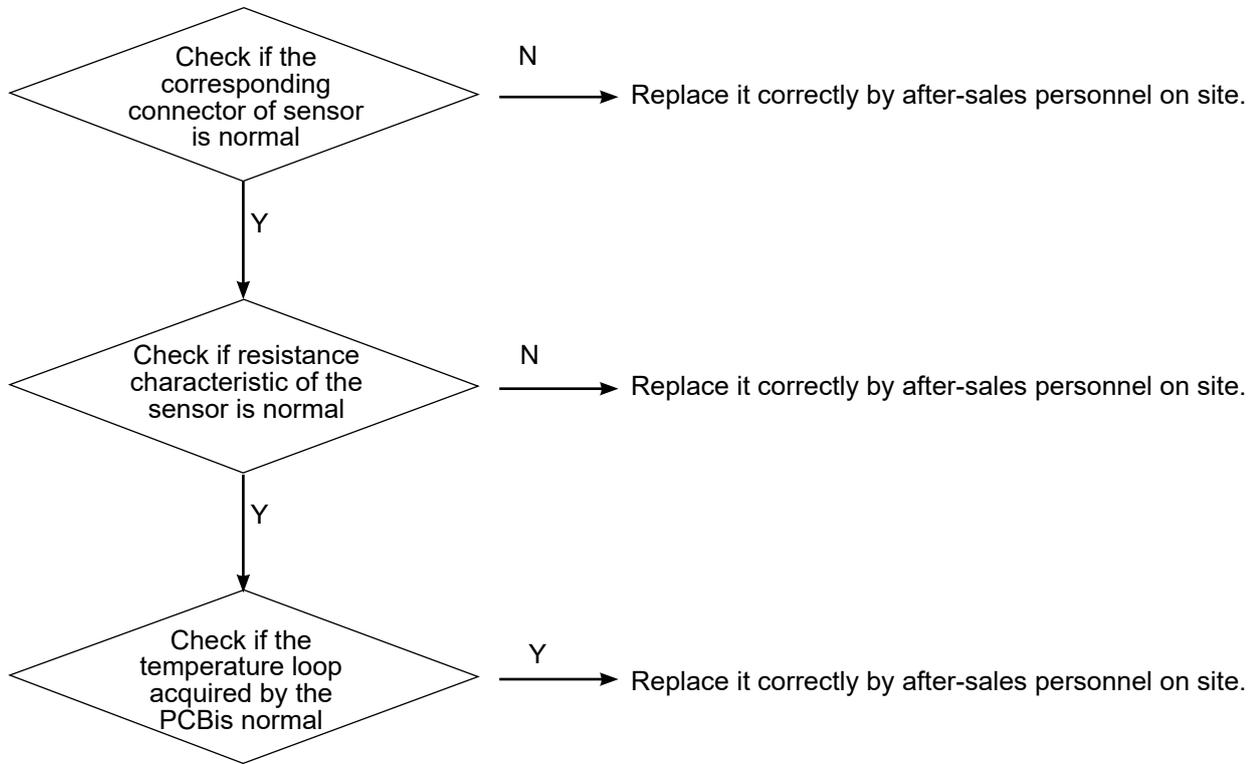 Check if the
corresponding
connector of sensor
is normal
N
Replace it correctly by after-sales personnel on site.
Y
Check if resistance
characteristic of the
sensor is normal
N
Replace it correctly by after-sales personnel on site.
Y
Check if the
temperature loop
acquired by the
PCBis normal
Y
Replace it correctly by after-sales personnel on site.